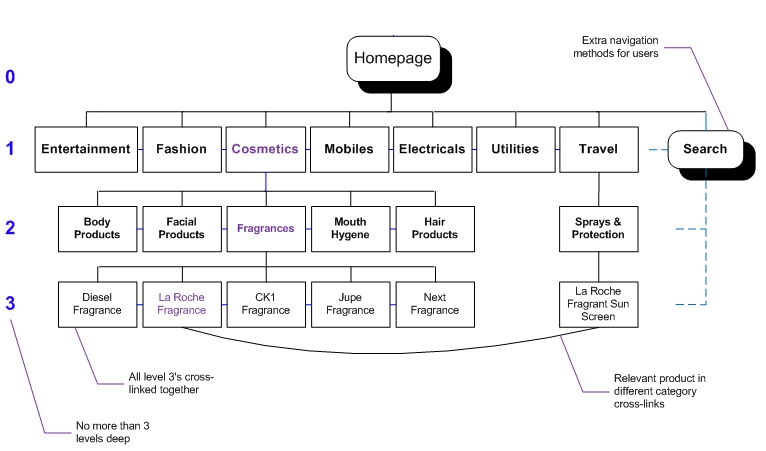 Extra navigation
methods for users
Homepage
0
1
Entertainment
Fashion
Cosmetics
Mobiles
Electricals
Utilities
Travel
Search
2
Body
Products
Facial
Products
Fragrances
Mouth
Hygene
Hair
Products
Sprays &
Protection
3
Diesel
Fragrance
La Roche
Fragrance
CK1
Fragrance
Jupe
Fragrance
Next
Fragrance
La Roche
Fragrant Sun
Screen
All level 3's cross-
linked together
Relevant product in
different category
cross-links
No more than 3
levels deep